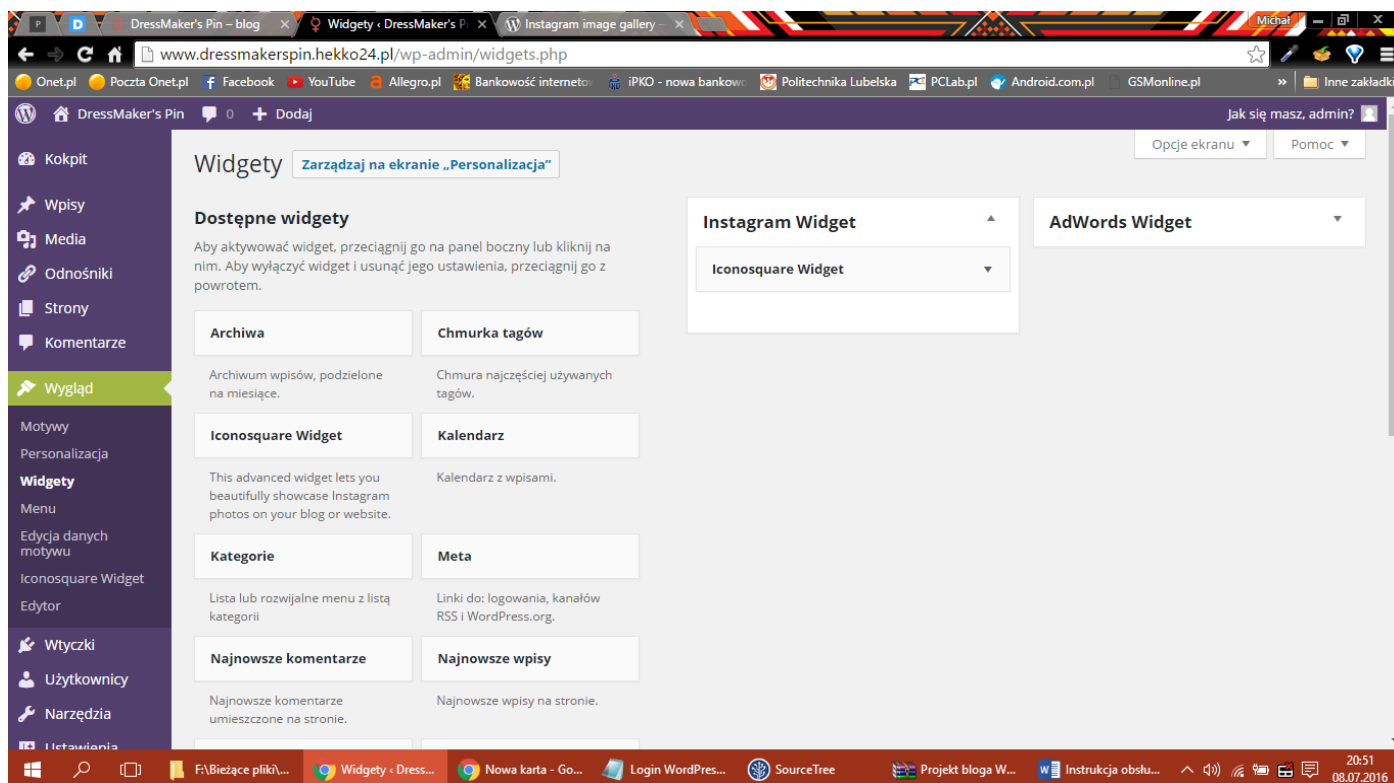 DressMaker's Pin – blog
Widgety ‹ DressMaker's P
Instagram image gallery –
Michał
www.dressmakerspin.hekko24.pl/wp-admin/widgets.php
Onet.pl Poczta Onet.pl Facebook YouTube Allegro.pl Bankowość interneto iPKO - nowa bankowo Politechnika Lubelska PCLab.pl Android.com.pl GSMonline.pl » Inne zakładki
DressMaker's Pin 0 + Dodaj Jak się masz, admin?
Kokpit
Wpisy
Media
Odnośniki
Strony
Komentarze
Wygląd
Motywy
Personalizacja
Widgety
Menu
Edycja danych
motywu
Iconosquare Widget
Edytor
Wtyczki
Użytkownicy
Narzędzia
Ustawienia
Opcje ekranu Pomoc
Widgety Zarządzaj na ekranie „Personalizacja”
Dostępne widgety
Aby aktywować widget, przeciągnij go na panel boczny lub kliknij na
nim. Aby wyłączyć widget i usunąć jego ustawienia, przeciągnij go z
powrotem.
Archiwa
Archiwum wpisów, podzielone
na miesiące.
Chmurka tagów
Chmura najczęściej używanych
tagów.
Iconosquare Widget
This advanced widget lets you
beautifully showcase Instagram
photos on your blog or website.
Kalendarz
Kalendarz z wpisami.
Kategorie
Lista lub rozwijalne menu z listą
kategorii
Meta
Linki do: logowania, kanałów
RSS i WordPress.org.
Najnowsze komentarze
Najnowsze komentarze
umieszczone na stronie.
Najnowsze wpisy
Najnowsze wpisy na stronie.
Instagram Widget
Iconosquare Widget
AdWords Widget
F:\Bieżące pliki\... Widgety ‹ Dress... Nowa karta - Go... Login WordPres... SourceTree Projekt bloga W... Instrukcja obsłu...
20:51
08.07.2016